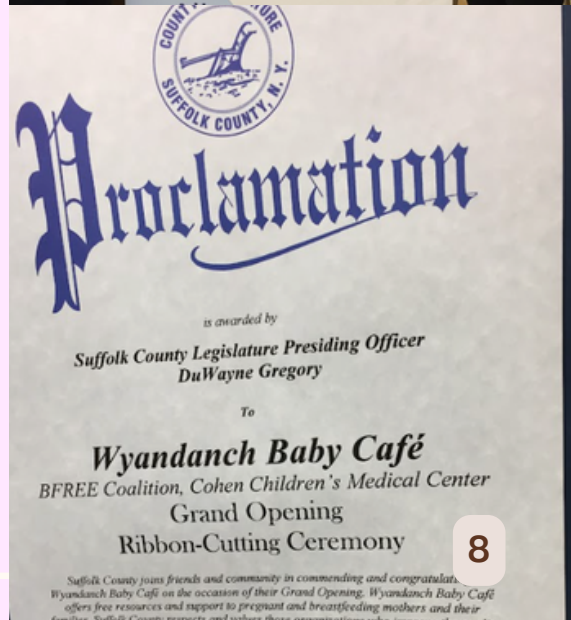 COUNT
URE
SUFFOLK COUNTY, N. Y.
Proclamation
is awarded by
Suffolk County Legislature Presiding Officer
DuWayne Gregory
To
Wyandanch Baby Café
BFREE Coalition, Cohen Children's Medical Center
Grand Opening
Ribbon-Cutting Ceremony
8
Suffolk County joins friends and community in commending and congratulat
Wyandanch Baby Café on the occasion of their Grand Opening. Wyandanch Baby Café
offers free resources and support to pregnant and breastfeeding mothers and their